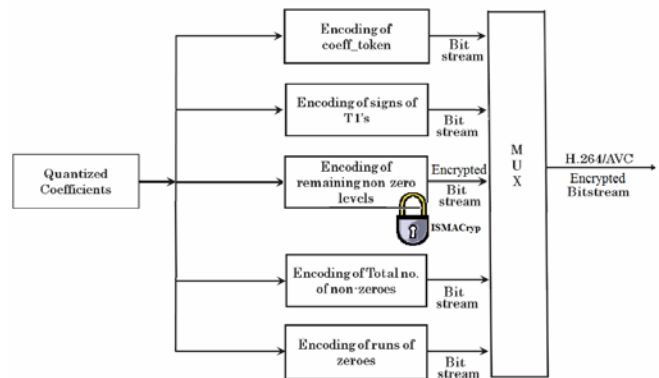 Encoding of
coeff_token
Bit
stream
Encoding of signs of
T1's
Bit
stream
Quantized
Coefficients
Encoding of
remaining non-zero
levels
Encrypted
Bit
stream
ISMACryp
Encoding of Total no.
of non-zeroes
Bit
stream
Encoding of runs of
zeroes
Bit
stream
M
U
X
H.264/AVC
Encrypted
Bitstream